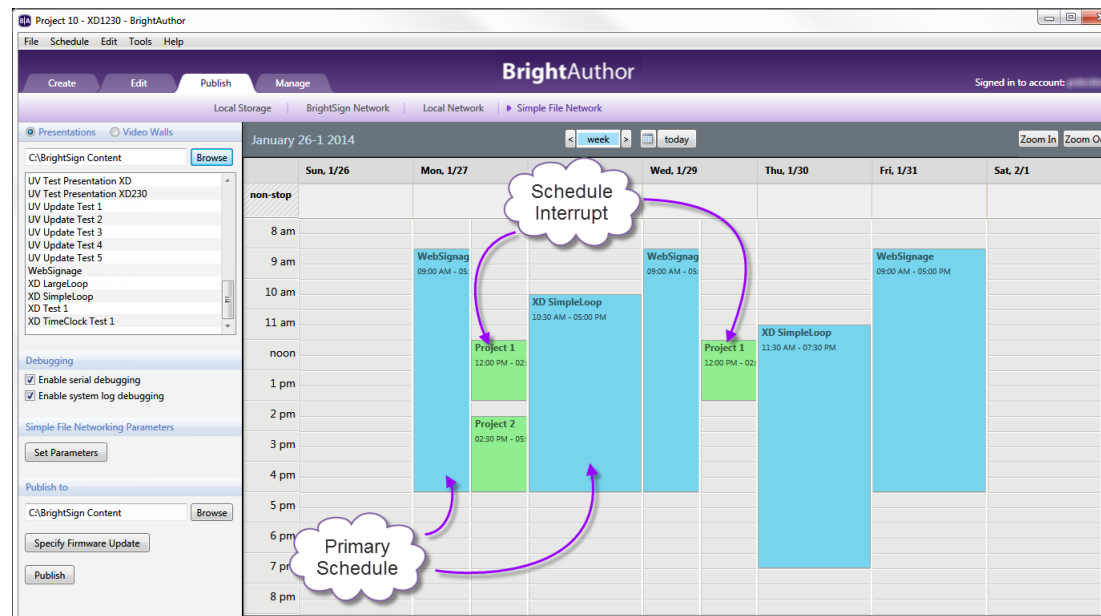 Project 10 - XD1230 - BrightAuthor
File Schedule Edit Tools Help
BrightAuthor
Create Edit Publish Manage
Signed in to account:
Local Storage BrightSign Network Local Network Simple File Network
Presentations Video Walls
January 26-1 2014
< week > today
Zoom In Zoom Ou
C:\BrightSign Content Browse
Sun, 1/26 Mon, 1/27 Wed, 1/29 Thu, 1/30 Fri, 1/31 Sat, 2/1
UV Test Presentation XD
UV Test Presentation XD230
UV Update Test 1
UV Update Test 2
UV Update Test 3
UV Update Test 4
UV Update Test 5
WebSignage
XD LargeLoop
XD SimpleLoop
XD Test 1
XD TimeClock Test 1
Debugging
Enable serial debugging
Enable system log debugging
Simple File Networking Parameters
Set Parameters
Publish to
C:\BrightSign Content Browse
Specify Firmware Update
Publish
non-stop
8 am
9 am
10 am
11 am
noon
1 pm
2 pm
3 pm
4 pm
5 pm
6 pm
7 pm
8 pm
Schedule
Interrupt
WebSignag
09:00 AM - 05:
Project 1
12:00 PM - 02:
Project 2
02:30 PM - 05:
XD SimpleLoop
10:30 AM - 05:00 PM
WebSignag
09:00 AM - 05:
Project 1
12:00 PM - 02:
XD SimpleLoop
11:30 AM - 07:30 PM
WebSignage
09:00 AM - 05:00 PM
Primary
Schedule